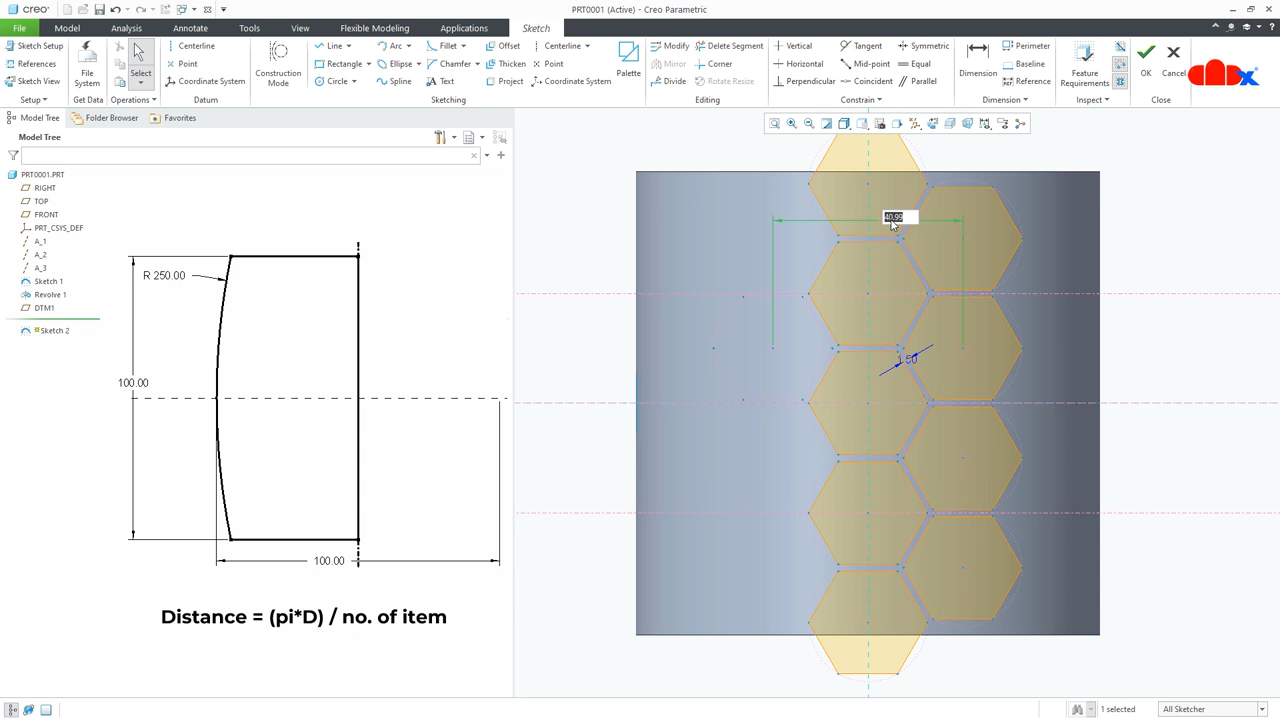 creo
PRT0001 (Active) - Creo Parametric
File Model Analysis Annotate Tools View Flexible Modeling Applications Sketch
Sketch Setup
References
Sketch View
Setup
File System
Get Data
Select
Operations
Centerline
Point
Coordinate System
Datum
Construction Mode
Line Arc Fillet Offset Centerline
Rectangle Ellipse Chamfer Thicken Point
Circle Spline Text Project Coordinate System
Palette
Sketching
Modify Delete Segment
Mirror Corner
Divide Rotate Resize
Editing
Vertical Tangent Symmetric
Horizontal Mid-point Equal
Perpendicular Coincident Parallel
Constrain
Dimension
Perimeter
Baseline
Reference
Dimension
Feature Requirements
Inspect
OK
Cancel
Close
Model Tree Folder Browser Favorites
Model Tree
PRT0001.PRT
RIGHT
TOP
FRONT
PRT_CSYS_DEF
A_1
A_2
A_3
Sketch 1
Revolve 1
DTM1
Sketch 2
R 250.00
100.00
100.00
Distance = (pi*D) / no. of item
40.99
1.50
1 selected
All Sketcher